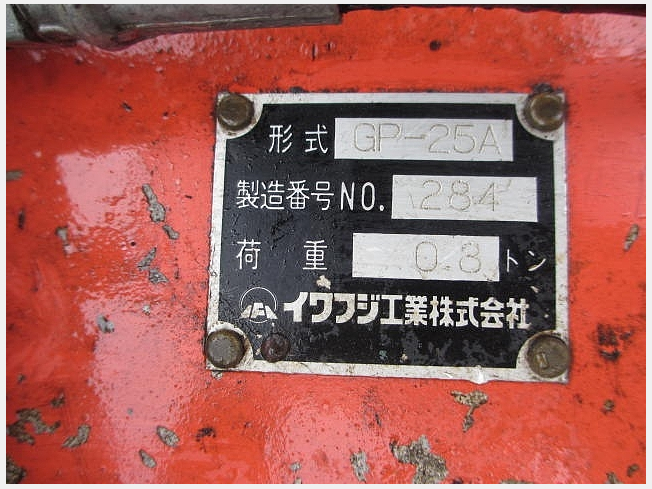 形式 GP-25A
製造番号NO. 284
荷重 0.8トン
イワフジ工業株式会社